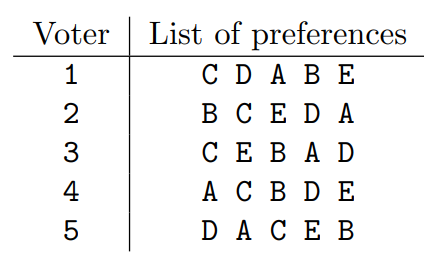 Voter List of preferences
1 C D A B E
2 B C E D A
3 C E B A D
4 A C B D E
5 D A C E B